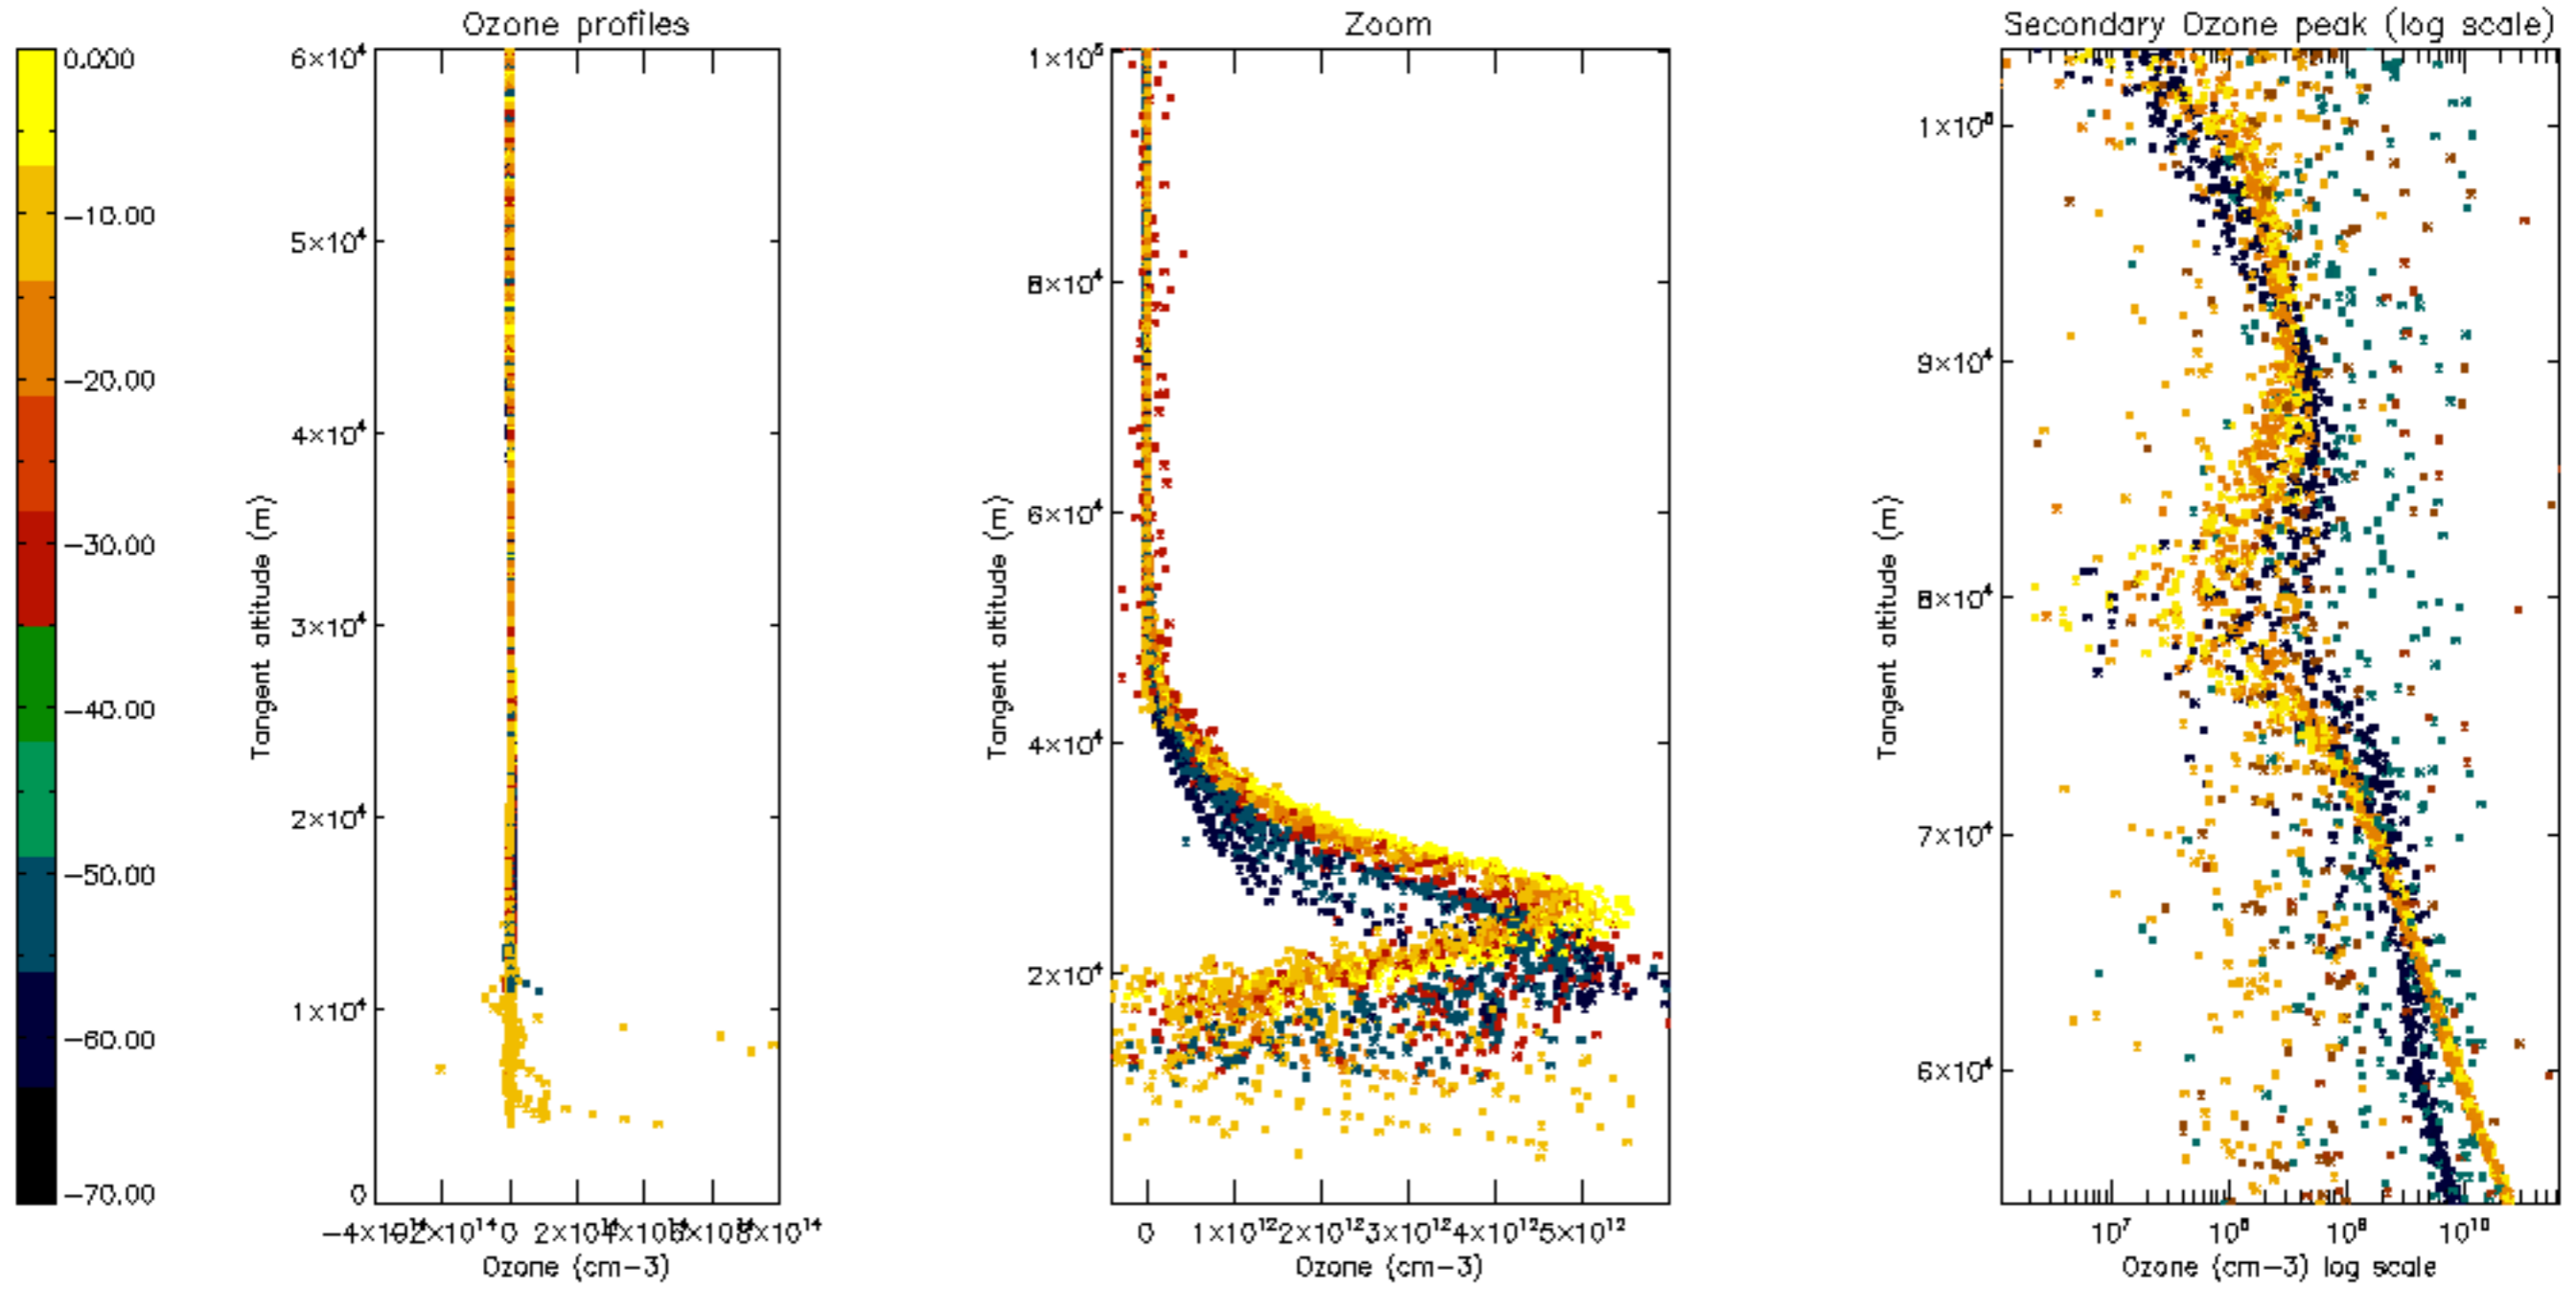 Ozone profiles
Zoom
Secondary Ozone peak (log scale)
0.000
−10.00
−20.00
−30.00
−40.00
−50.00
−60.00
−70.00
Tangent altitude (m)
6×10⁴
5×10⁴
4×10⁴
3×10⁴
2×10⁴
1×10⁴
0
0
Ozone (cm−3)
Tangent altitude (m)
1×10⁵
8×10⁴
6×10⁴
4×10⁴
2×10⁴
0 1×10¹² 2×10¹² 3×10¹² 4×10¹² 5×10¹²
Ozone (cm−3)
Tangent altitude (m)
1×10⁵
9×10⁴
8×10⁴
7×10⁴
6×10⁴
10⁷ 10⁸ 10⁹ 10¹⁰
Ozone (cm−3) log scale